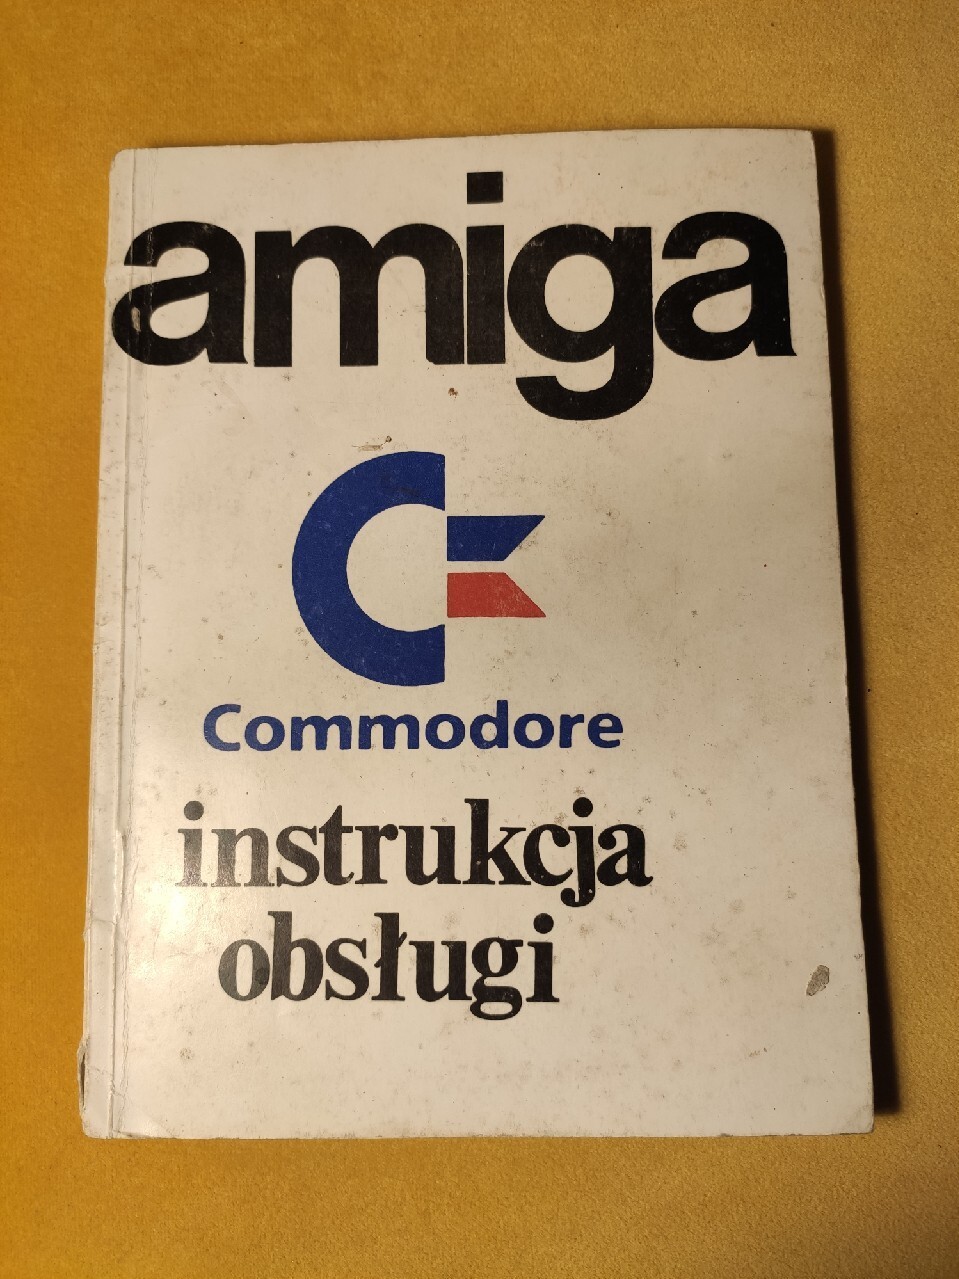 amiga
Commodore
instrukcja
obsługi